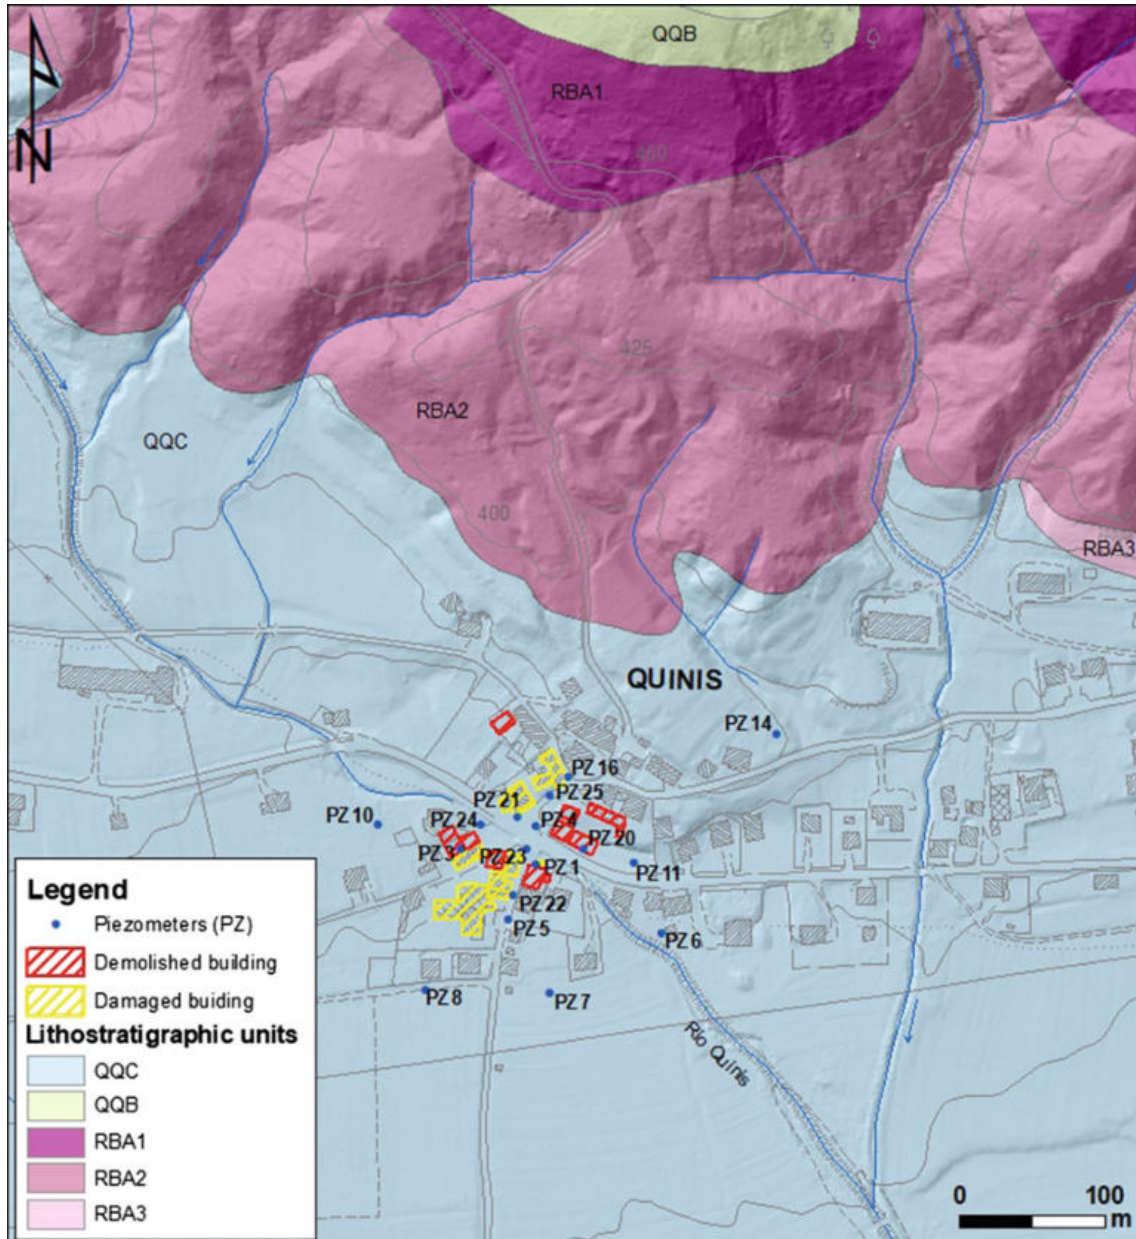 QQB
RBA1
460
N
425
RBA2
QQC
400
RBA3
QUINIS
PZ 14
PZ 16
PZ 25
PZ 21
PZ 10
PZ 24
PZ 4
PZ 20
PZ 3
PZ 23
PZ 1
PZ 11
PZ 22
PZ 5
PZ 6
PZ 8
PZ 7
Rio Quinis
Legend
Piezometers (PZ)
Demolished building
Damaged buiding
Lithostratigraphic units
QQC
QQB
RBA1
RBA2
RBA3
0 100
m